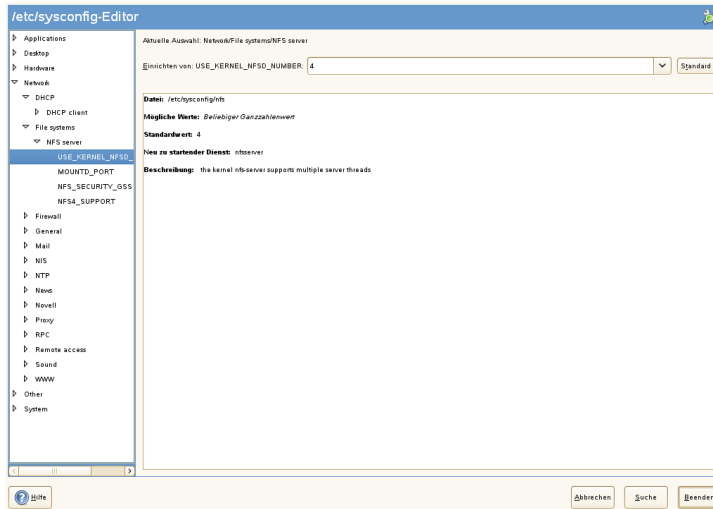 /etc/sysconfig-Editor
Applications
Desktop
Hardware
Network
DHCP
DHCP client
File systems
NFS server
USE_KERNEL_NFSD_
MOUNTD_PORT
NFS_SECURITY_GSS
NFS4_SUPPORT
Firewall
General
Mail
NIS
NTP
News
Novell
Proxy
RPC
Remote access
Sound
WWW
Other
System
Aktuelle Auswahl: Network/File systems/NFS server
Einrichten von: USE_KERNEL_NFSD_NUMBER: 4 Standard
Datei: /etc/sysconfig/nfs
Mögliche Werte: Beliebiger Ganzzahlenwert
Standardwert: 4
Neu zu startender Dienst: nfsserver
Beschreibung: the kernel nfs-server supports multiple server threads
Hilfe Abbrechen Suche Beenden